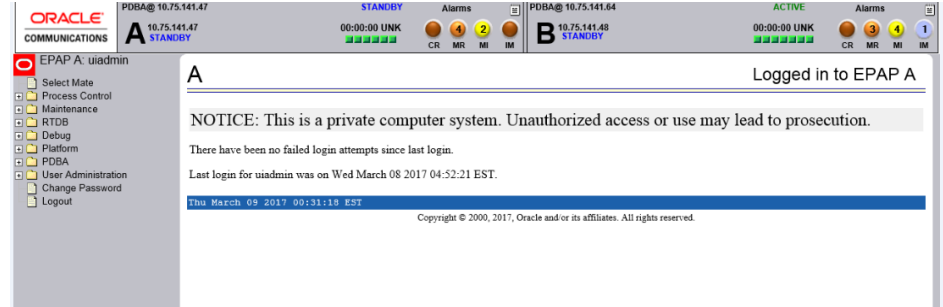 ORACLE
COMMUNICATIONS
PDBA@ 10.75.141.47 STANDBY Alarms
A 10.75.141.47 00:00:00 UNK 4 2
STANDBY
CR MR MI IM
PDBA@ 10.75.141.64 ACTIVE Alarms
B 10.75.141.48 00:00:00 UNK 3 4 1
STANDBY
CR MR MI IM
EPAP A: uiadmin
Select Mate
Process Control
Maintenance
RTDB
Debug
Platform
PDBA
User Administration
Change Password
Logout
A Logged in to EPAP A
NOTICE: This is a private computer system. Unauthorized access or use may lead to prosecution.
There have been no failed login attempts since last login.
Last login for uiadmin was on Wed March 08 2017 04:52:21 EST.
Thu March 09 2017 00:31:18 EST
Copyright © 2000, 2017, Oracle and/or its affiliates. All rights reserved.